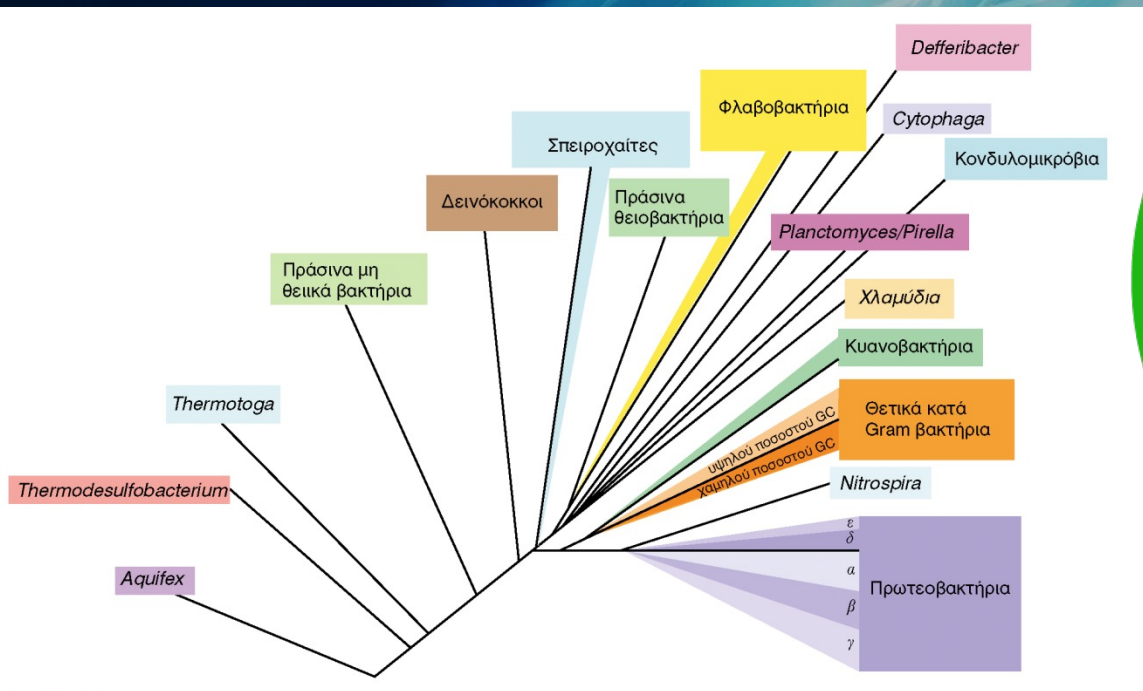 Defferibacter
Φλαβοβακτήρια
Cytophaga
Σπειροχαίτες
Κονδυλομικρόβια
Πράσινα
θειοβακτήρια
Δεινόκοκκοι
Planctomyces/Pirella
Πράσινα μη
θειικά βακτήρια
Χλαμύδια
Κυανοβακτήρια
Thermotoga
Θετικά κατά
Gram βακτήρια
υψηλού ποσοστού GC
χαμηλού ποσοστού GC
Nitrospira
Thermodesulfobacterium
ε
δ
α
Πρωτεοβακτήρια
β
γ
Aquifex